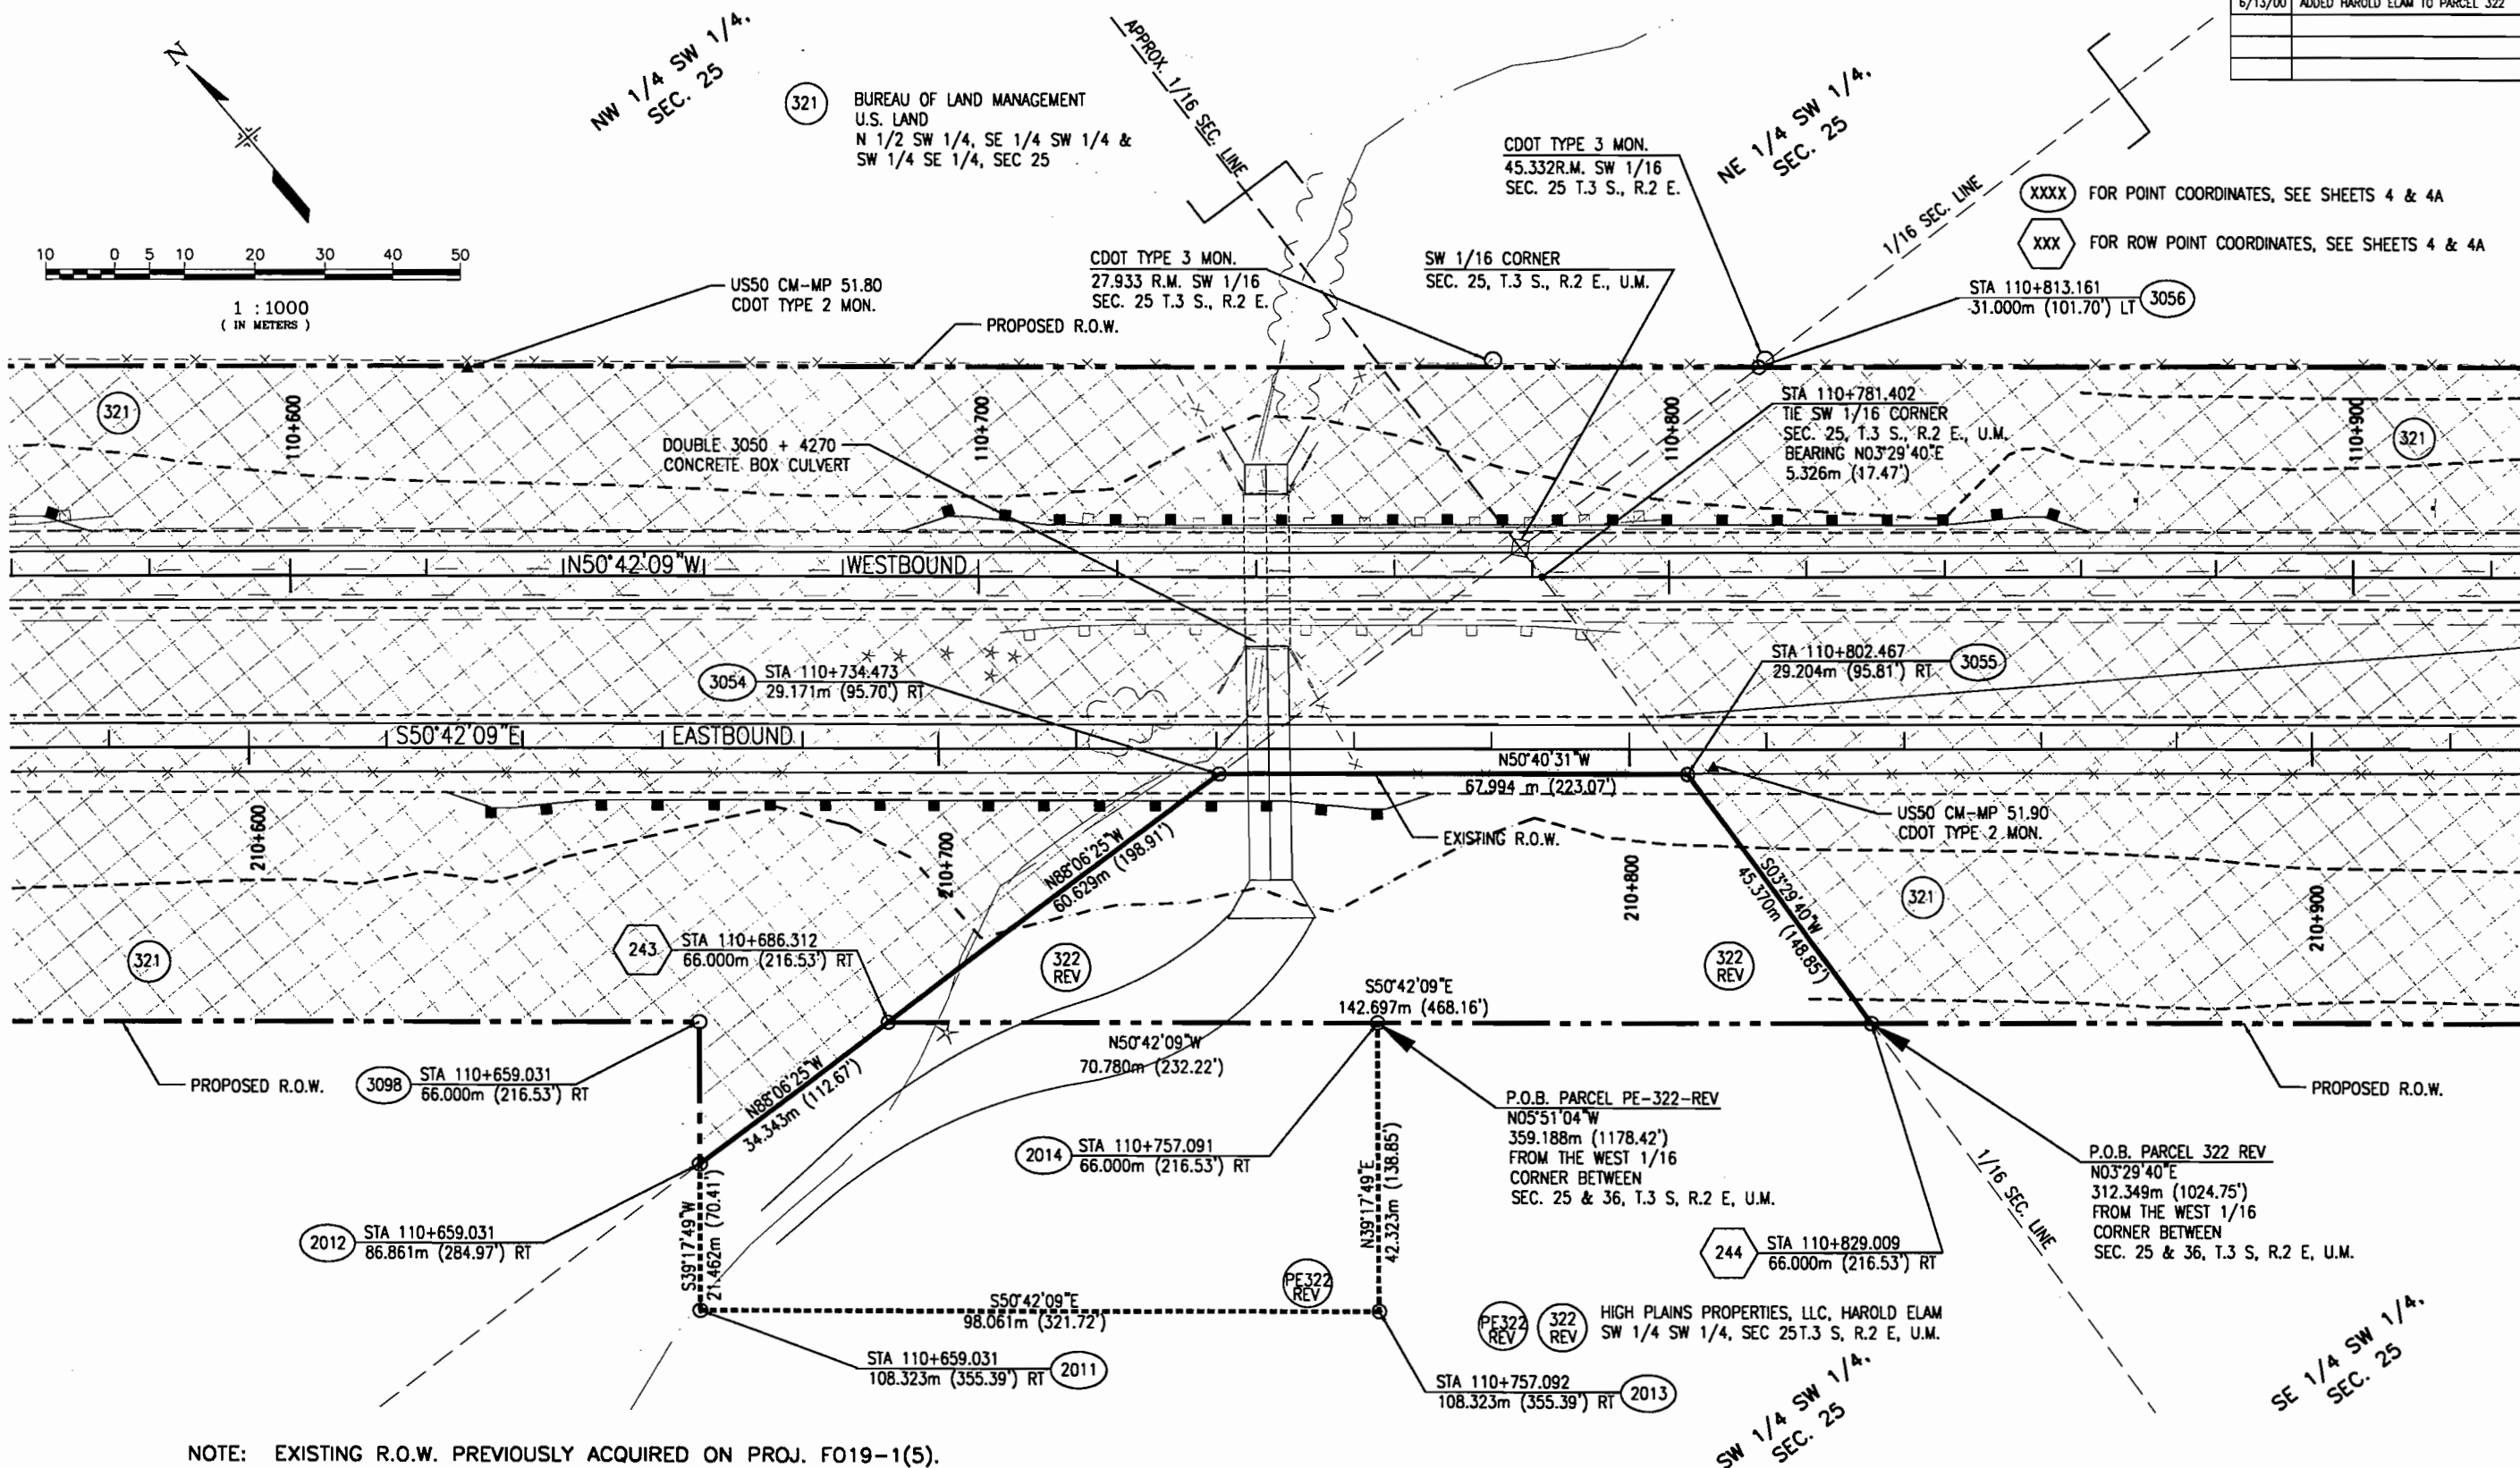 6/13/00 ADDED HAROLD ELAM TO PARCEL 322
N
NW 1/4 SW 1/4.
SEC. 25
321
BUREAU OF LAND MANAGEMENT
U.S. LAND
N 1/2 SW 1/4, SE 1/4 SW 1/4 &
SW 1/4 SE 1/4, SEC 25
APPROX. 1/16 SEC. LINE
CDOT TYPE 3 MON.
45.332R.M. SW 1/16
SEC. 25 T.3 S., R.2 E.
NE 1/4 SW 1/4.
SEC. 25
1/16 SEC. LINE
XXXX FOR POINT COORDINATES, SEE SHEETS 4 & 4A
XXX FOR ROW POINT COORDINATES, SEE SHEETS 4 & 4A
10 0 5 10 20 30 40 50
1 :1000
( IN METERS )
US50 CM-MP 51.80
CDOT TYPE 2 MON.
PROPOSED R.O.W.
CDOT TYPE 3 MON.
27.933 R.M. SW 1/16
SEC. 25 T.3 S., R.2 E.
SW 1/16 CORNER
SEC. 25, T.3 S., R.2 E., U.M.
STA 110+813.161
31.000m (101.70') LT
3056
321
110+600
DOUBLE 3050 + 4270
CONCRETE BOX CULVERT
110+700
110+800
STA 110+781.402
TIE SW 1/16 CORNER
SEC. 25, T.3 S., R.2 E., U.M.
BEARING N03°29'40"E
5.326m (17.47')
110+900
321
N50°42'09"W
WESTBOUND
3054
STA 110+734.473
29.171m (95.70') RT
STA 110+802.467
29.204m (95.81') RT
3055
S50°42'09"E
EASTBOUND
N50°40'31"W
67.994 m (223.07')
EXISTING R.O.W.
US50 CM-MP 51.90
CDOT TYPE 2 MON.
210+600
210+700
210+800
210+900
N88°06'25"W
60.629m (198.91')
S03°29'40"W
45.370m (148.85')
321
321
243
STA 110+686.312
66.000m (216.53') RT
322
REV
322
REV
S50°42'09"E
142.697m (468.16')
N50°42'09"W
70.780m (232.22')
PROPOSED R.O.W.
3098
STA 110+659.031
66.000m (216.53') RT
N88°06'25"W
34.343m (112.67')
2014
STA 110+757.091
66.000m (216.53') RT
P.O.B. PARCEL PE-322-REV
N05°51'04"W
359.188m (1178.42')
FROM THE WEST 1/16
CORNER BETWEEN
SEC. 25 & 36, T.3 S, R.2 E, U.M.
PROPOSED R.O.W.
P.O.B. PARCEL 322 REV
N03°29'40"E
312.349m (1024.75')
FROM THE WEST 1/16
CORNER BETWEEN
SEC. 25 & 36, T.3 S, R.2 E, U.M.
1/16 SEC. LINE
2012
STA 110+659.031
86.861m (284.97') RT
S39°17'49"W
21.462m (70.41')
N39°17'49"E
42.323m (138.85')
244
STA 110+829.009
66.000m (216.53') RT
PE322
REV
S50°42'09"E
98.061m (321.72')
PE322
REV
322
REV
HIGH PLAINS PROPERTIES, LLC, HAROLD ELAM
SW 1/4 SW 1/4, SEC 25T.3 S, R.2 E, U.M.
STA 110+659.031
108.323m (355.39') RT
2011
STA 110+757.092
108.323m (355.39') RT
2013
SW 1/4 SW 1/4.
SEC. 25
SE 1/4 SW 1/4.
SEC. 25
NOTE: EXISTING R.O.W. PREVIOUSLY ACQUIRED ON PROJ. F019-1(5).